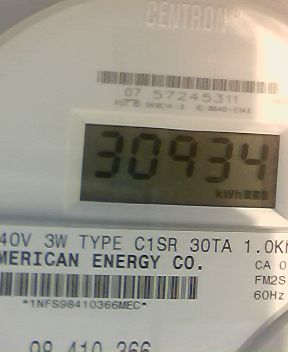 CENTRON®
07 57245311
30934
kWh
40V 3W TYPE C1SR 30TA 1.0K
MERICAN ENERGY CO.
CA 0
FM2S
*1NFS98410366MEC*
60Hz
98 410 366